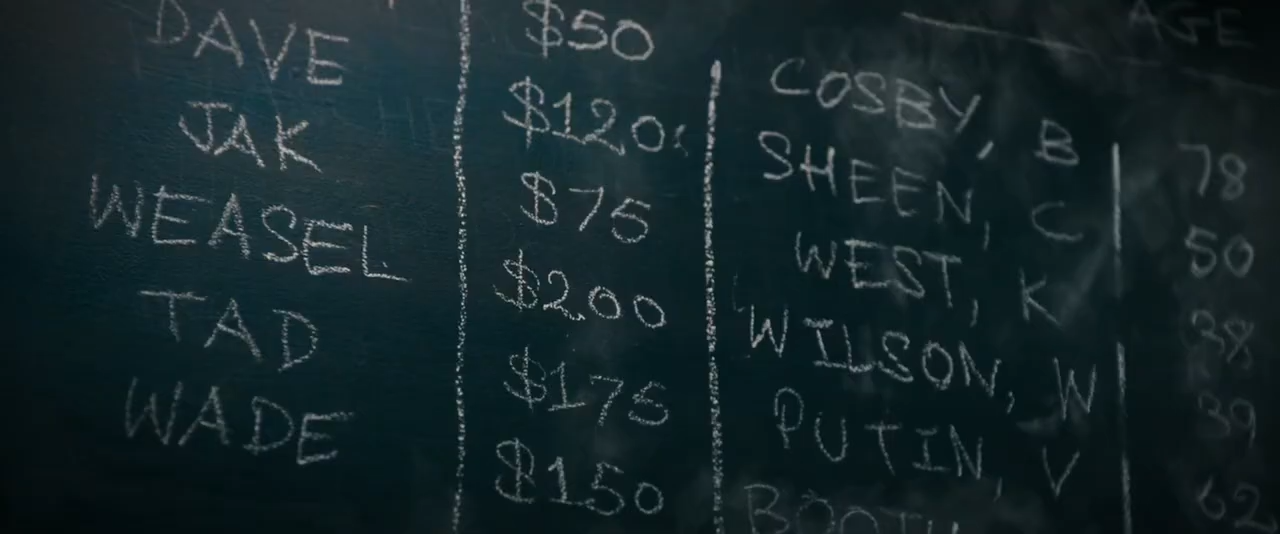 DAVE
JAK
WEASEL
TAD
WADE
$50
$120
$75
$200
$175
$150
AGE
COSBY, B 78
SHEEN, C 50
WEST, K 38
WILSON, W 39
PUTIN, V 62